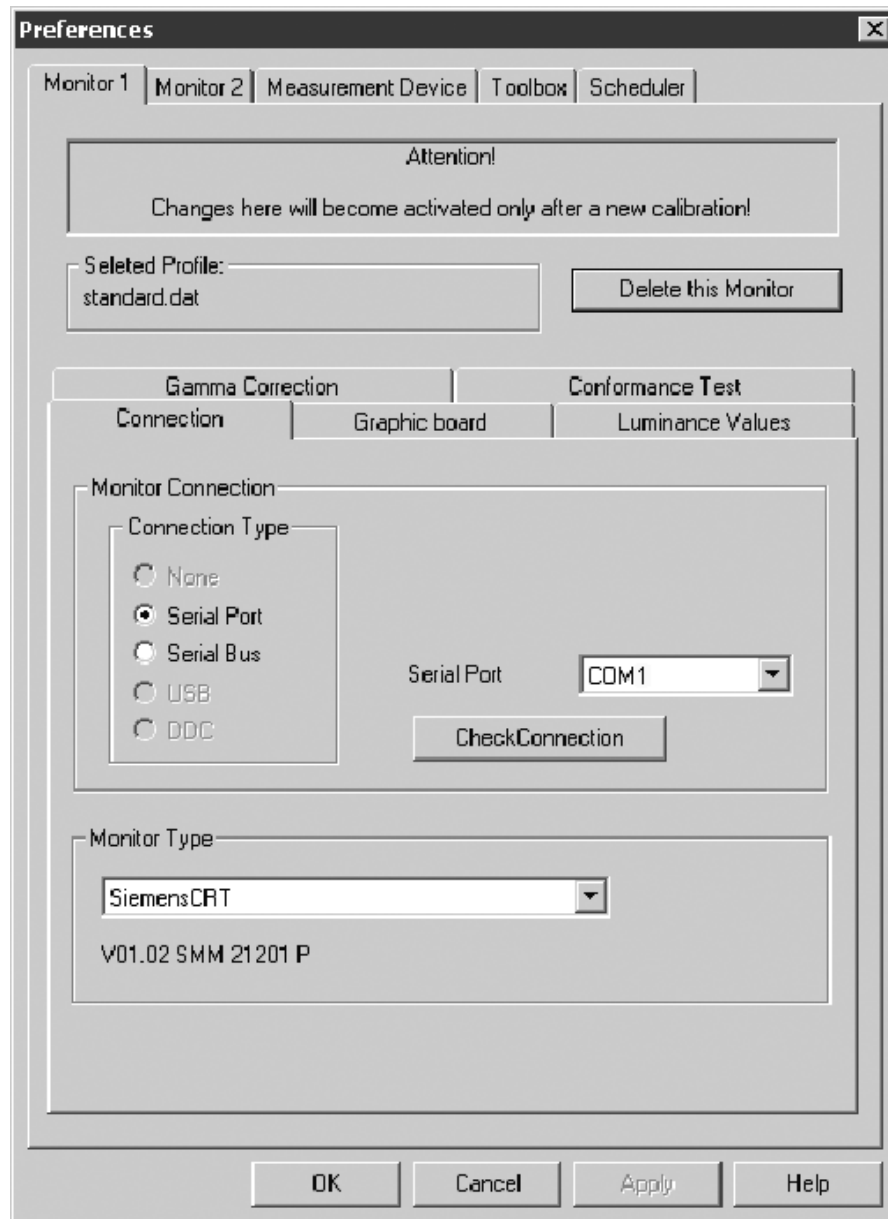 Preferences
Monitor 1 Monitor 2 Measurement Device Toolbox Scheduler
Attention!
Changes here will become activated only after a new calibration!
Seleted Profile:
standard.dat
Delete this Monitor
Gamma Correction Conformance Test
Connection Graphic board Luminance Values
Monitor Connection
Connection Type
None
Serial Port
Serial Bus
USB
DDC
Serial Port COM1
CheckConnection
Monitor Type
SiemensCRT
V01.02 SMM 21201 P
OK Cancel Apply Help